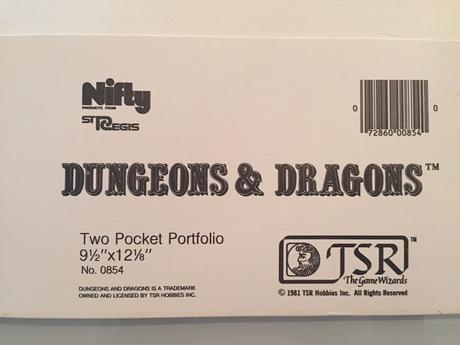 Nifty
PRODUCTS FROM
ST REGIS
0 0
72860 00854
DUNGEONS & DRAGONS™
Two Pocket Portfolio
9½"x12⅛"
No. 0854
DUNGEONS AND DRAGONS IS A TRADEMARK
OWNED AND LICENSED BY TSR HOBBIES INC.
TSR™
The Game Wizards
© 1981 TSR Hobbies Inc. All Rights Reserved